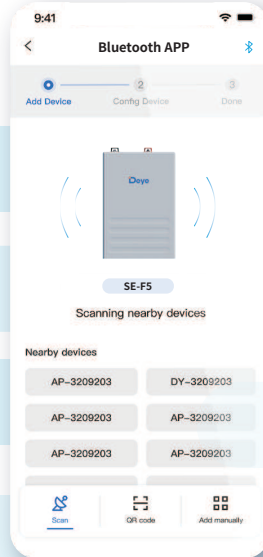 9:41
Bluetooth APP
2
3
Add Device
Config Device
Done
Deye
SE-F5
Scanning nearby devices
Nearby devices
AP-3209203
DY-3209203
AP-3209203
AP-3209203
AP-3209203
AP-3209203
Scan
QR code
Add manually